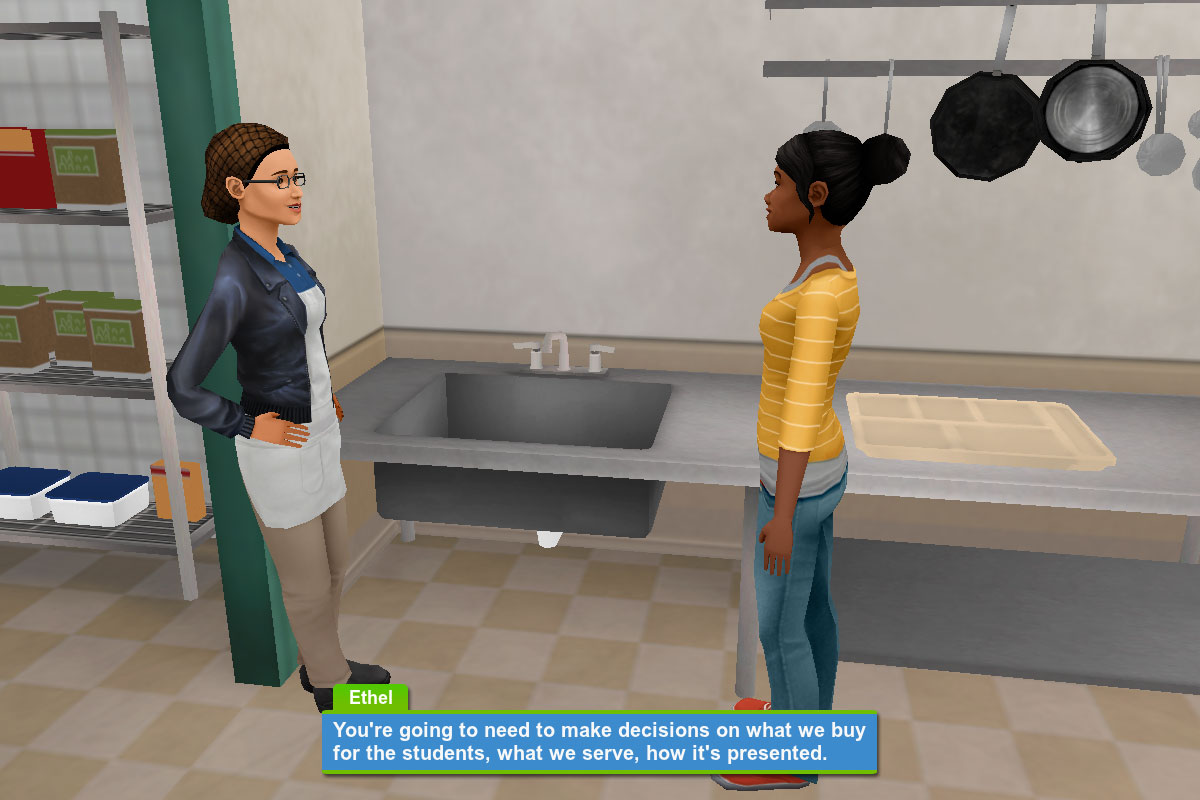 Ethel
You're going to need to make decisions on what we buy
for the students, what we serve, how it's presented.